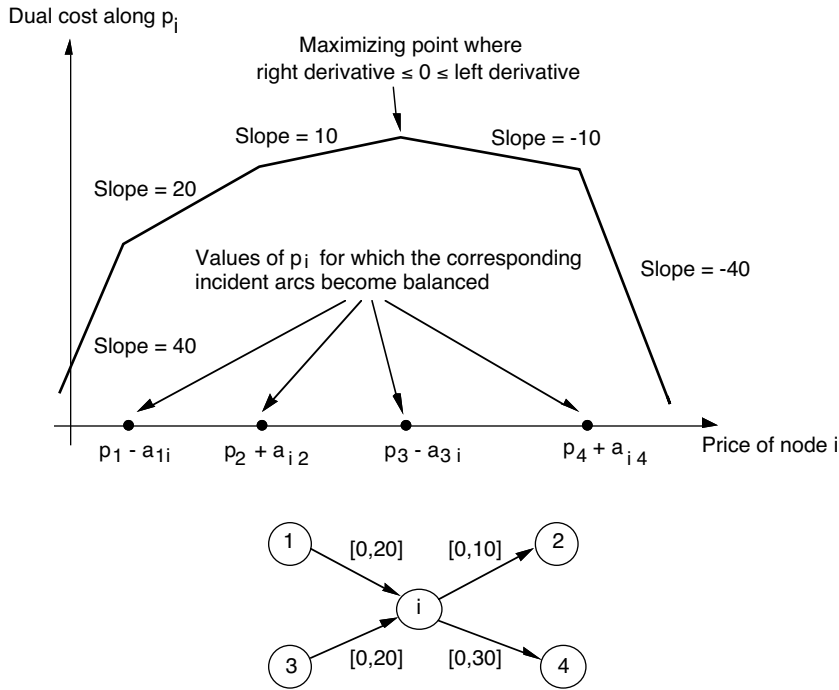 Dual cost along p_i
Maximizing point where
right derivative ≤ 0 ≤ left derivative
Slope = 10
Slope = -10
Slope = 20
Values of p_i for which the corresponding
incident arcs become balanced
Slope = -40
Slope = 40
p_1 - a_1i
p_2 + a_i2
p_3 - a_3i
p_4 + a_i4
Price of node i
1
[0,20]
[0,10]
2
i
3
[0,20]
[0,30]
4